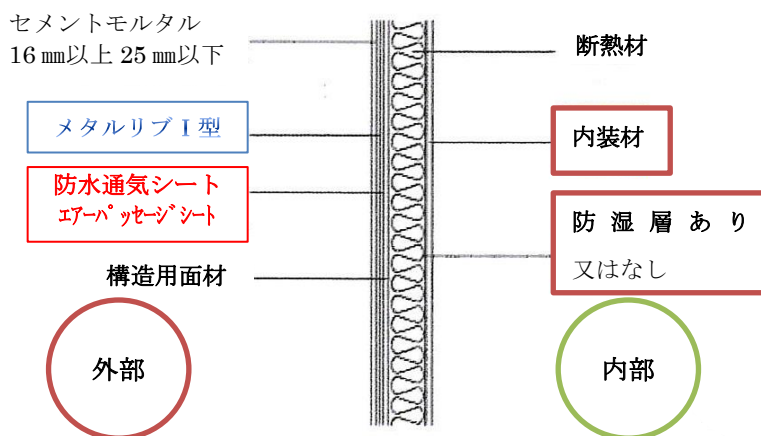 セメントモルタル
16㎜以上25㎜以下
メタルリブⅠ型
防水通気シート
ｴｱｰﾊﾟｯｾｰｼﾞｼｰﾄ
構造用面材
外部
断熱材
内装材
防湿層あり
又はなし
内部